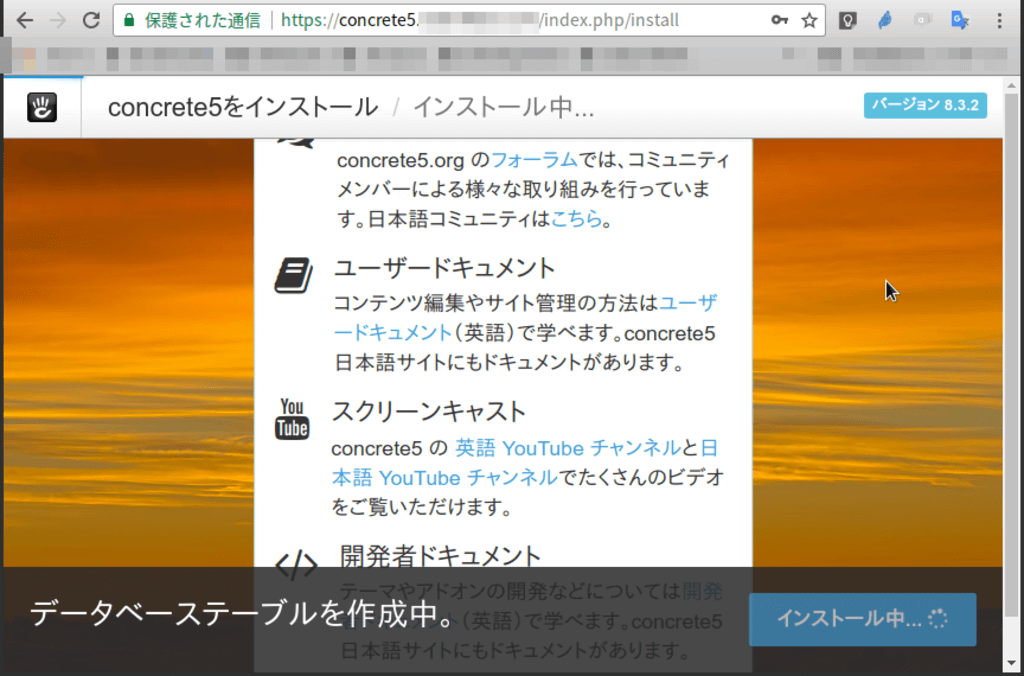 保護された通信 | https://concrete5. /index.php/install
concrete5をインストール / インストール中...
バージョン 8.3.2
concrete5.org のフォーラムでは、コミュニティ
メンバーによる様々な取り組みを行っていま
す。日本語コミュニティはこちら。
ユーザードキュメント
コンテンツ編集やサイト管理の方法はユーザ
ードキュメント（英語）で学べます。concrete5
日本語サイトにもドキュメントがあります。
You
Tube
スクリーンキャスト
concrete5 の 英語 YouTube チャンネルと日
本語 YouTube チャンネルでたくさんのビデオ
をご覧いただけます。
</> 開発者ドキュメント
テーマやアドオンの開発などについては開発
（英語）で学べます。concrete5
日本語サイトにもドキュメントがあります。
データベーステーブルを作成中。
インストール中...